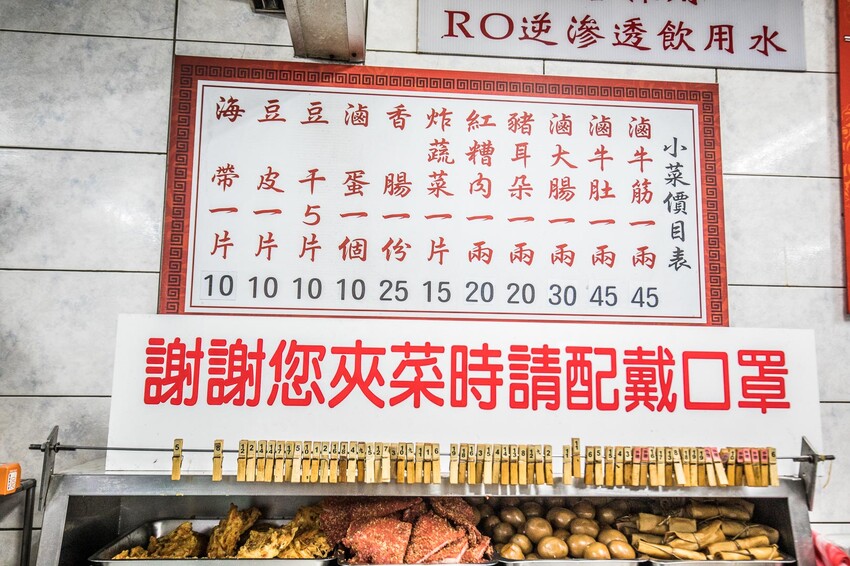 RO逆滲透飲用水
小菜價目表
滷牛筋一兩 45
滷牛肚一兩 45
滷大腸一兩 30
豬耳朵一兩 20
紅糟肉一兩 20
炸蔬菜一片 15
香腸一份 25
滷蛋一個 10
豆干5片 10
豆皮一片 10
海帶一片 10
謝謝您夾菜時請配戴口罩